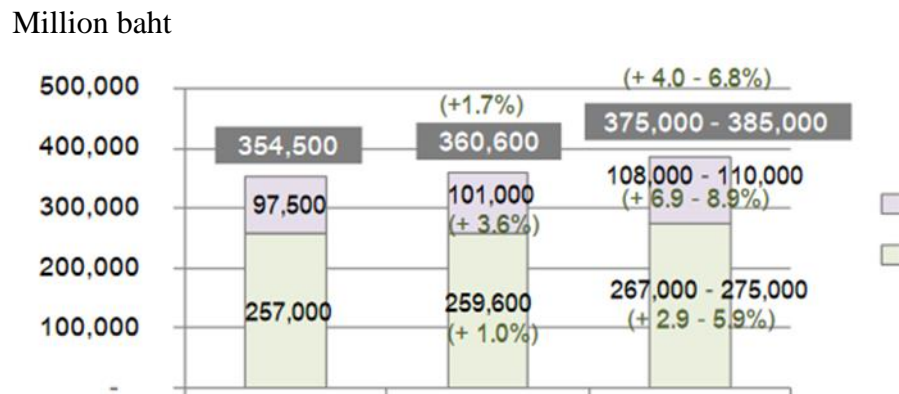 Million baht
500,000
(+ 4.0 - 6.8%)
(+1.7%)
375,000 - 385,000
400,000
354,500
360,600
108,000 - 110,000
97,500
101,000
(+ 6.9 - 8.9%)
300,000
(+ 3.6%)
200,000
267,000 - 275,000
257,000
259,600
(+ 2.9 - 5.9%)
100,000
(+ 1.0%)
-